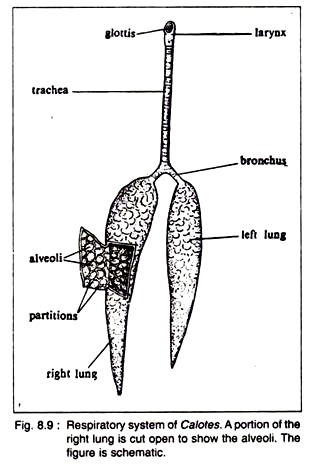 glottis
larynx
trachea
bronchus
left lung
alveoli
partitions
right lung
Fig. 8.9 : Respiratory system of Calotes. A portion of the
right lung is cut open to show the alveoli. The
figure is schematic.